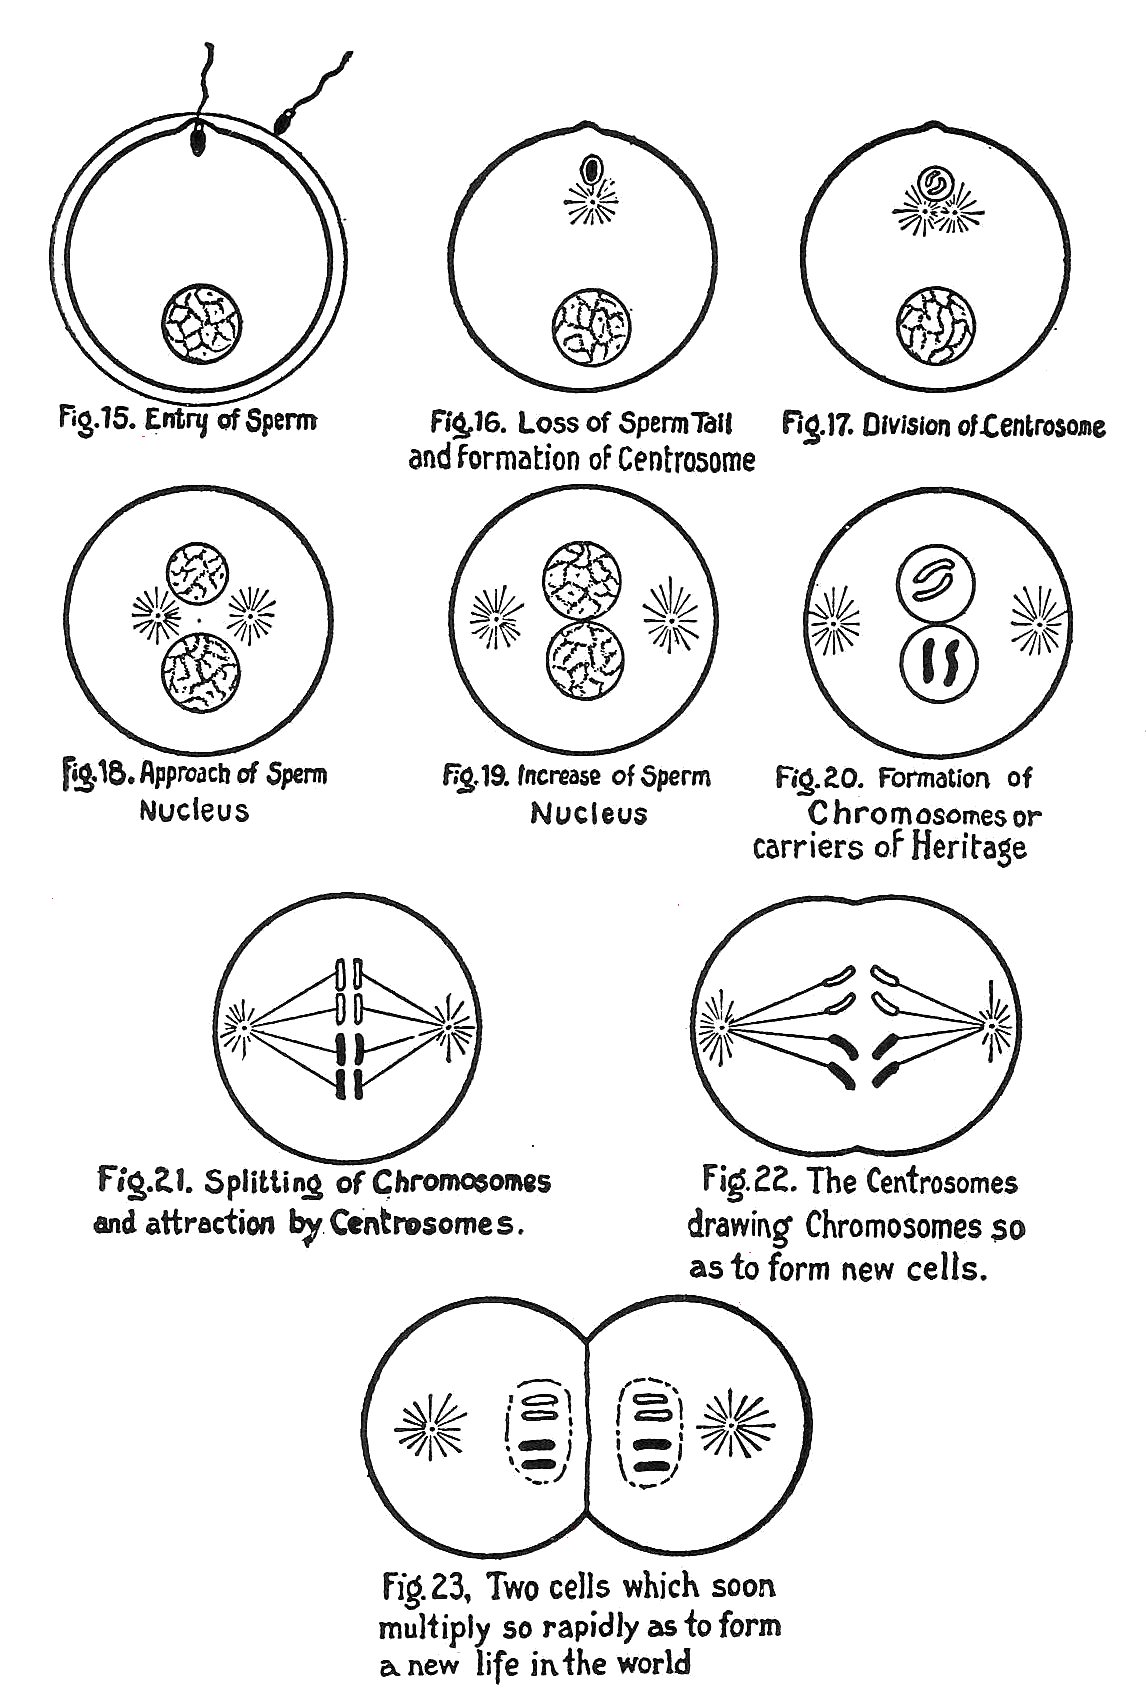 Fig.15. Entry of Sperm
Fig.16. Loss of Sperm Tail
and formation of Centrosome
Fig.17. Division of Centrosome
Fig.18. Approach of Sperm
Nucleus
Fig.19. Increase of Sperm
Nucleus
Fig.20. Formation of
Chromosomes or
carriers of Heritage
Fig.21. Splitting of Chromosomes
and attraction by Centrosomes.
Fig.22. The Centrosomes
drawing Chromosomes so
as to form new cells.
Fig.23, Two cells which soon
multiply so rapidly as to form
a new life in the world